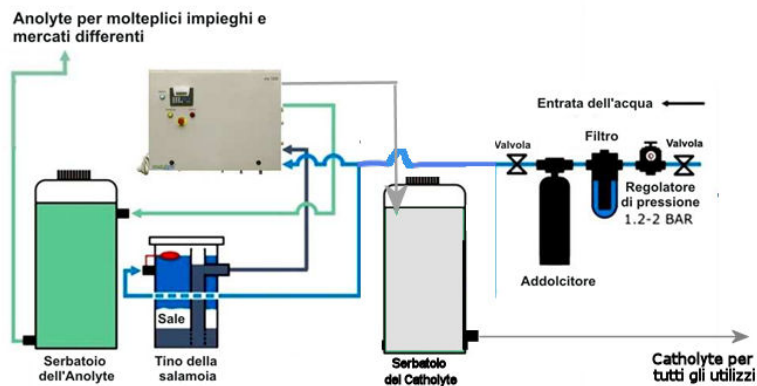 Anolyte per molteplici impieghi e
mercati differenti
Entrata dell'acqua
Valvola
Filtro
Valvola
Regolatore
di pressione
1.2-2 BAR
Addolcitore
Sale
Serbatoio
dell'Anolyte
Tino della
salamoia
Serbatoio
del Catholyte
Catholyte per
tutti gli utilizzi